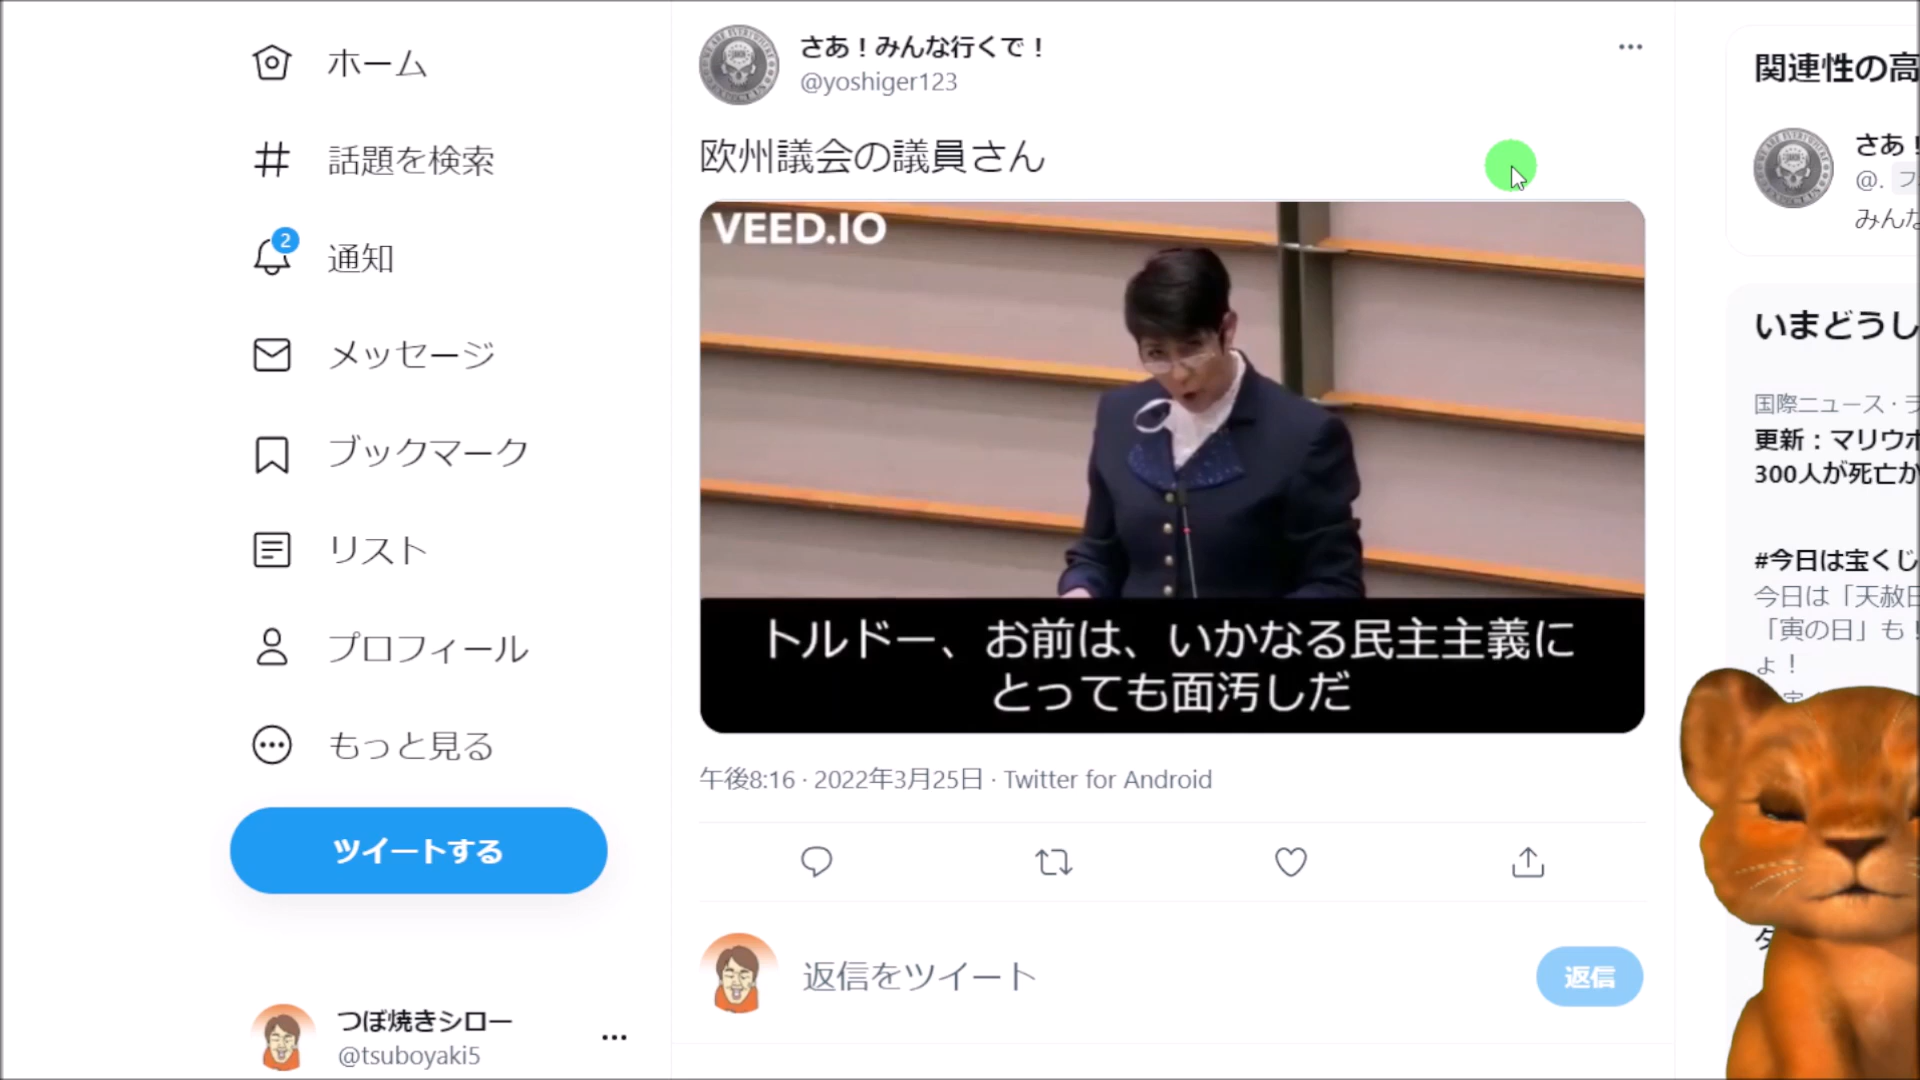 ホーム
話題を検索
2
通知
メッセージ
ブックマーク
リスト
プロフィール
もっと見る
ツイートする
つぼ焼きシロー
@tsuboyaki5
さあ！みんな行くで！
@yoshiger123
欧州議会の議員さん
VEED.IO
トルドー、お前は、いかなる民主主義に
とっても面汚しだ
午後8:16 · 2022年3月25日 · Twitter for Android
返信をツイート
返信
関連性の高
さあ！
@.
フ
みんな
いまどうし
国際ニュース · ラ
更新：マリウポ
300人が死亡か
#今日は宝くじ
今日は「天赦日
「寅の日」も！
ょ！